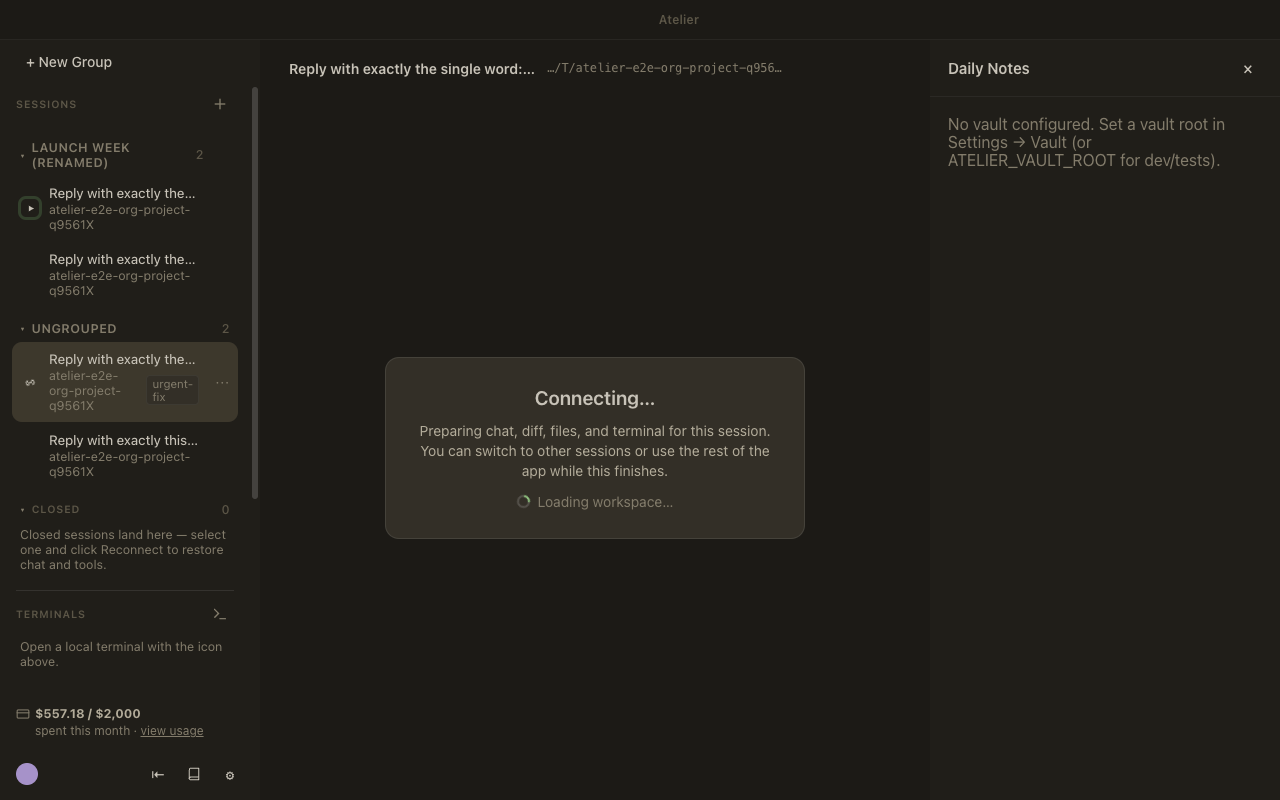 Atelier
+ New Group
SESSIONS
LAUNCH WEEK
(RENAMED)
2
Reply with exactly the...
atelier-e2e-org-project-
q9561X
Reply with exactly the...
atelier-e2e-org-project-
q9561X
UNGROUPED
2
Reply with exactly the...
atelier-e2e-
org-project-
q9561X
urgent-
fix
Reply with exactly this...
atelier-e2e-org-project-
q9561X
CLOSED
0
Closed sessions land here — select
one and click Reconnect to restore
chat and tools.
TERMINALS
Open a local terminal with the icon
above.
$557.18 / $2,000
spent this month · view usage
Reply with exactly the single word:...
…/T/atelier-e2e-org-project-q956…
Connecting...
Preparing chat, diff, files, and terminal for this session.
You can switch to other sessions or use the rest of the
app while this finishes.
Loading workspace...
Daily Notes
No vault configured. Set a vault root in
Settings → Vault (or
ATELIER_VAULT_ROOT for dev/tests).